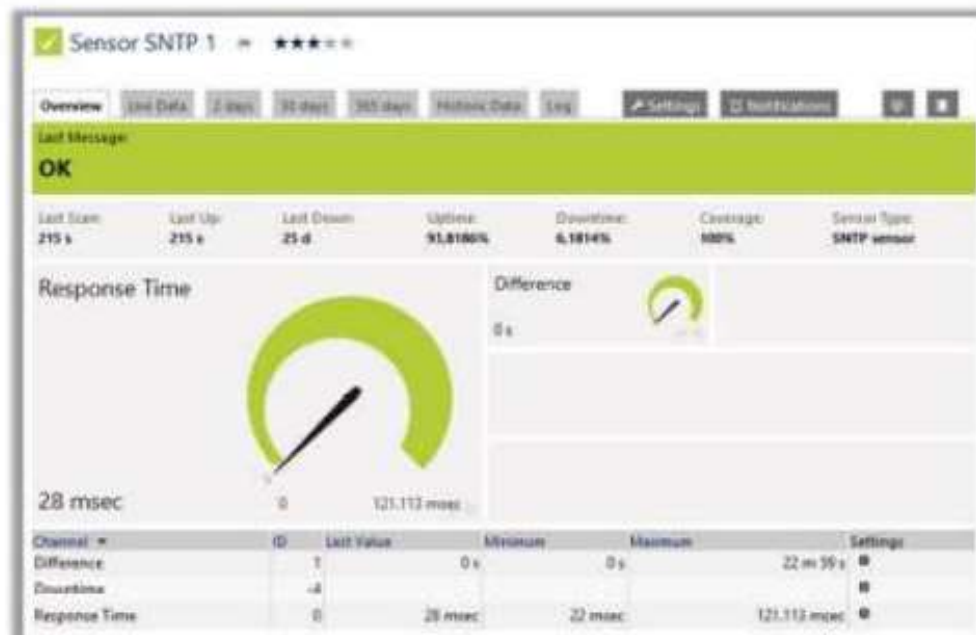 Sensor SNTP 1
Overview Live Data 2 days 30 days 365 days Historic Data Log Settings Notifications
Last Message:
OK
Last Scan: Last Up: Last Down: Uptime: Downtime: Coverage: Sensor Type:
215 s 215 s 25 d 93,8186% 6,1814% 100% SNTP sensor
Response Time
Difference
0 s
28 msec
0 121.113 msec
Channel ID Last Value Minimum Maximum Settings
Difference 1 0 s 0 s 22 m 59 s
Downtime -4
Response Time 0 28 msec 22 msec 121.113 msec